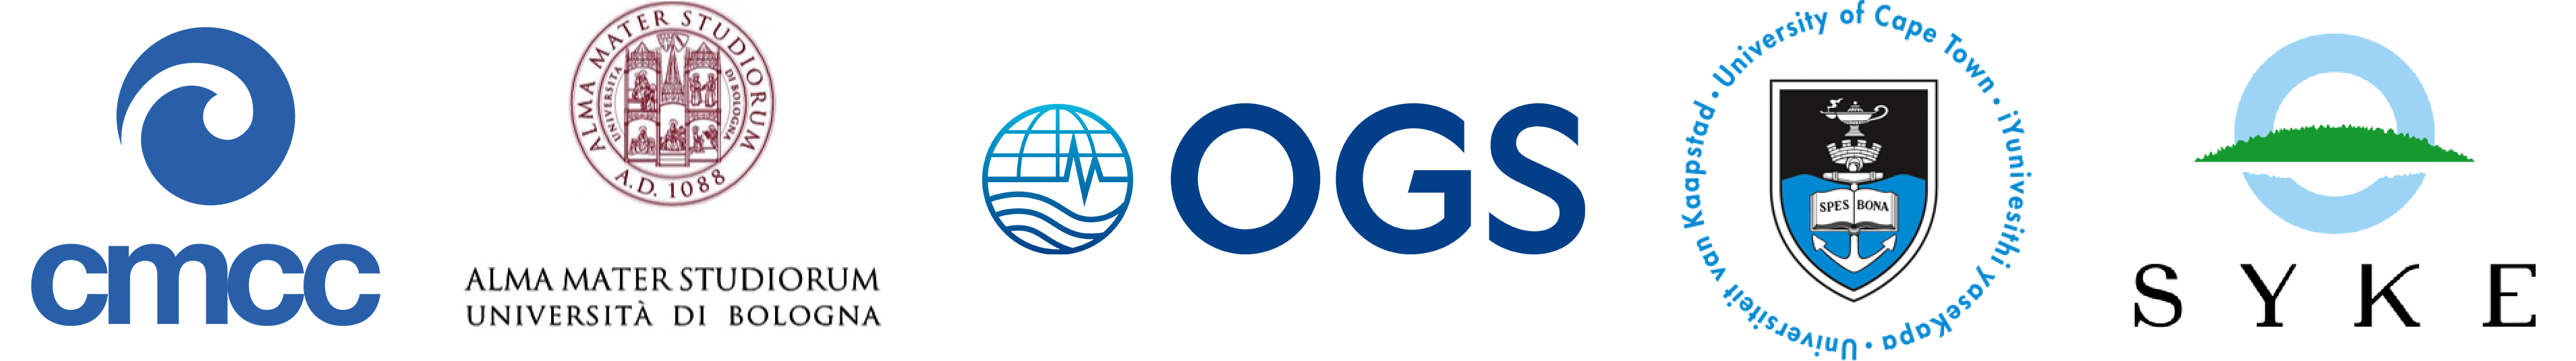 cmcc
ALMA MATER STUDIORUM
UNIVERSITÀ DI BOLOGNA
A.D. 1088
ALMA MATER STUDIORUM
UNIVERSITÀ DI BOLOGNA
OGS
University of Cape Town • iYunivesithi yaseKapa • Universiteit van Kaapstad •
SPES BONA
SYKE